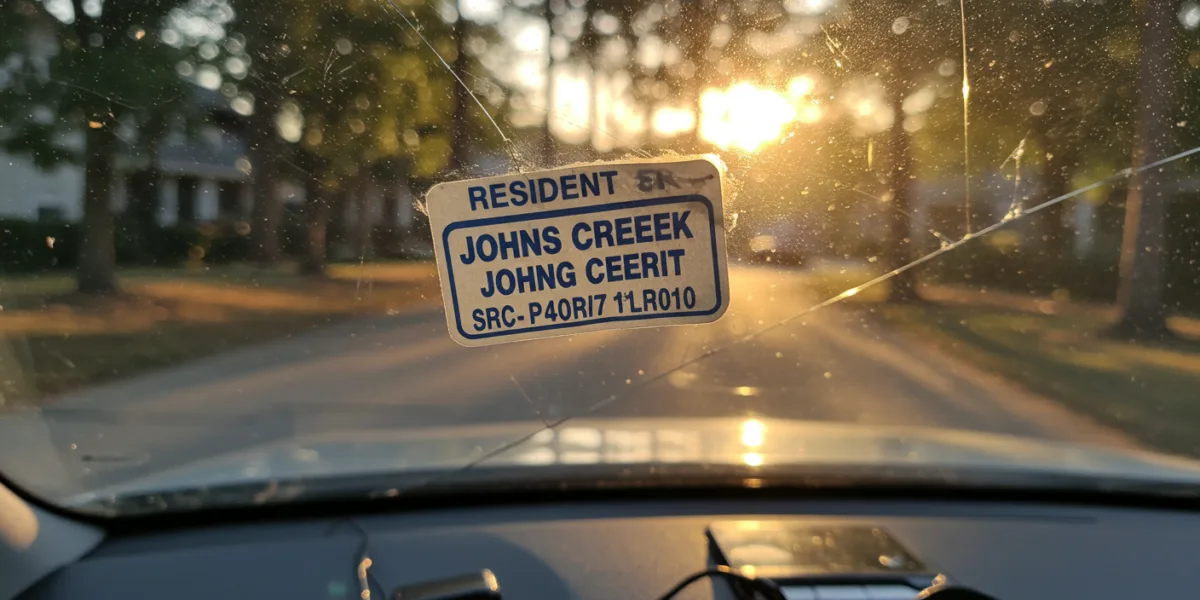 RESIDENT
JOHNS CREEEK
JOHNG CEERIT
SRC- P40RI7 1LR010